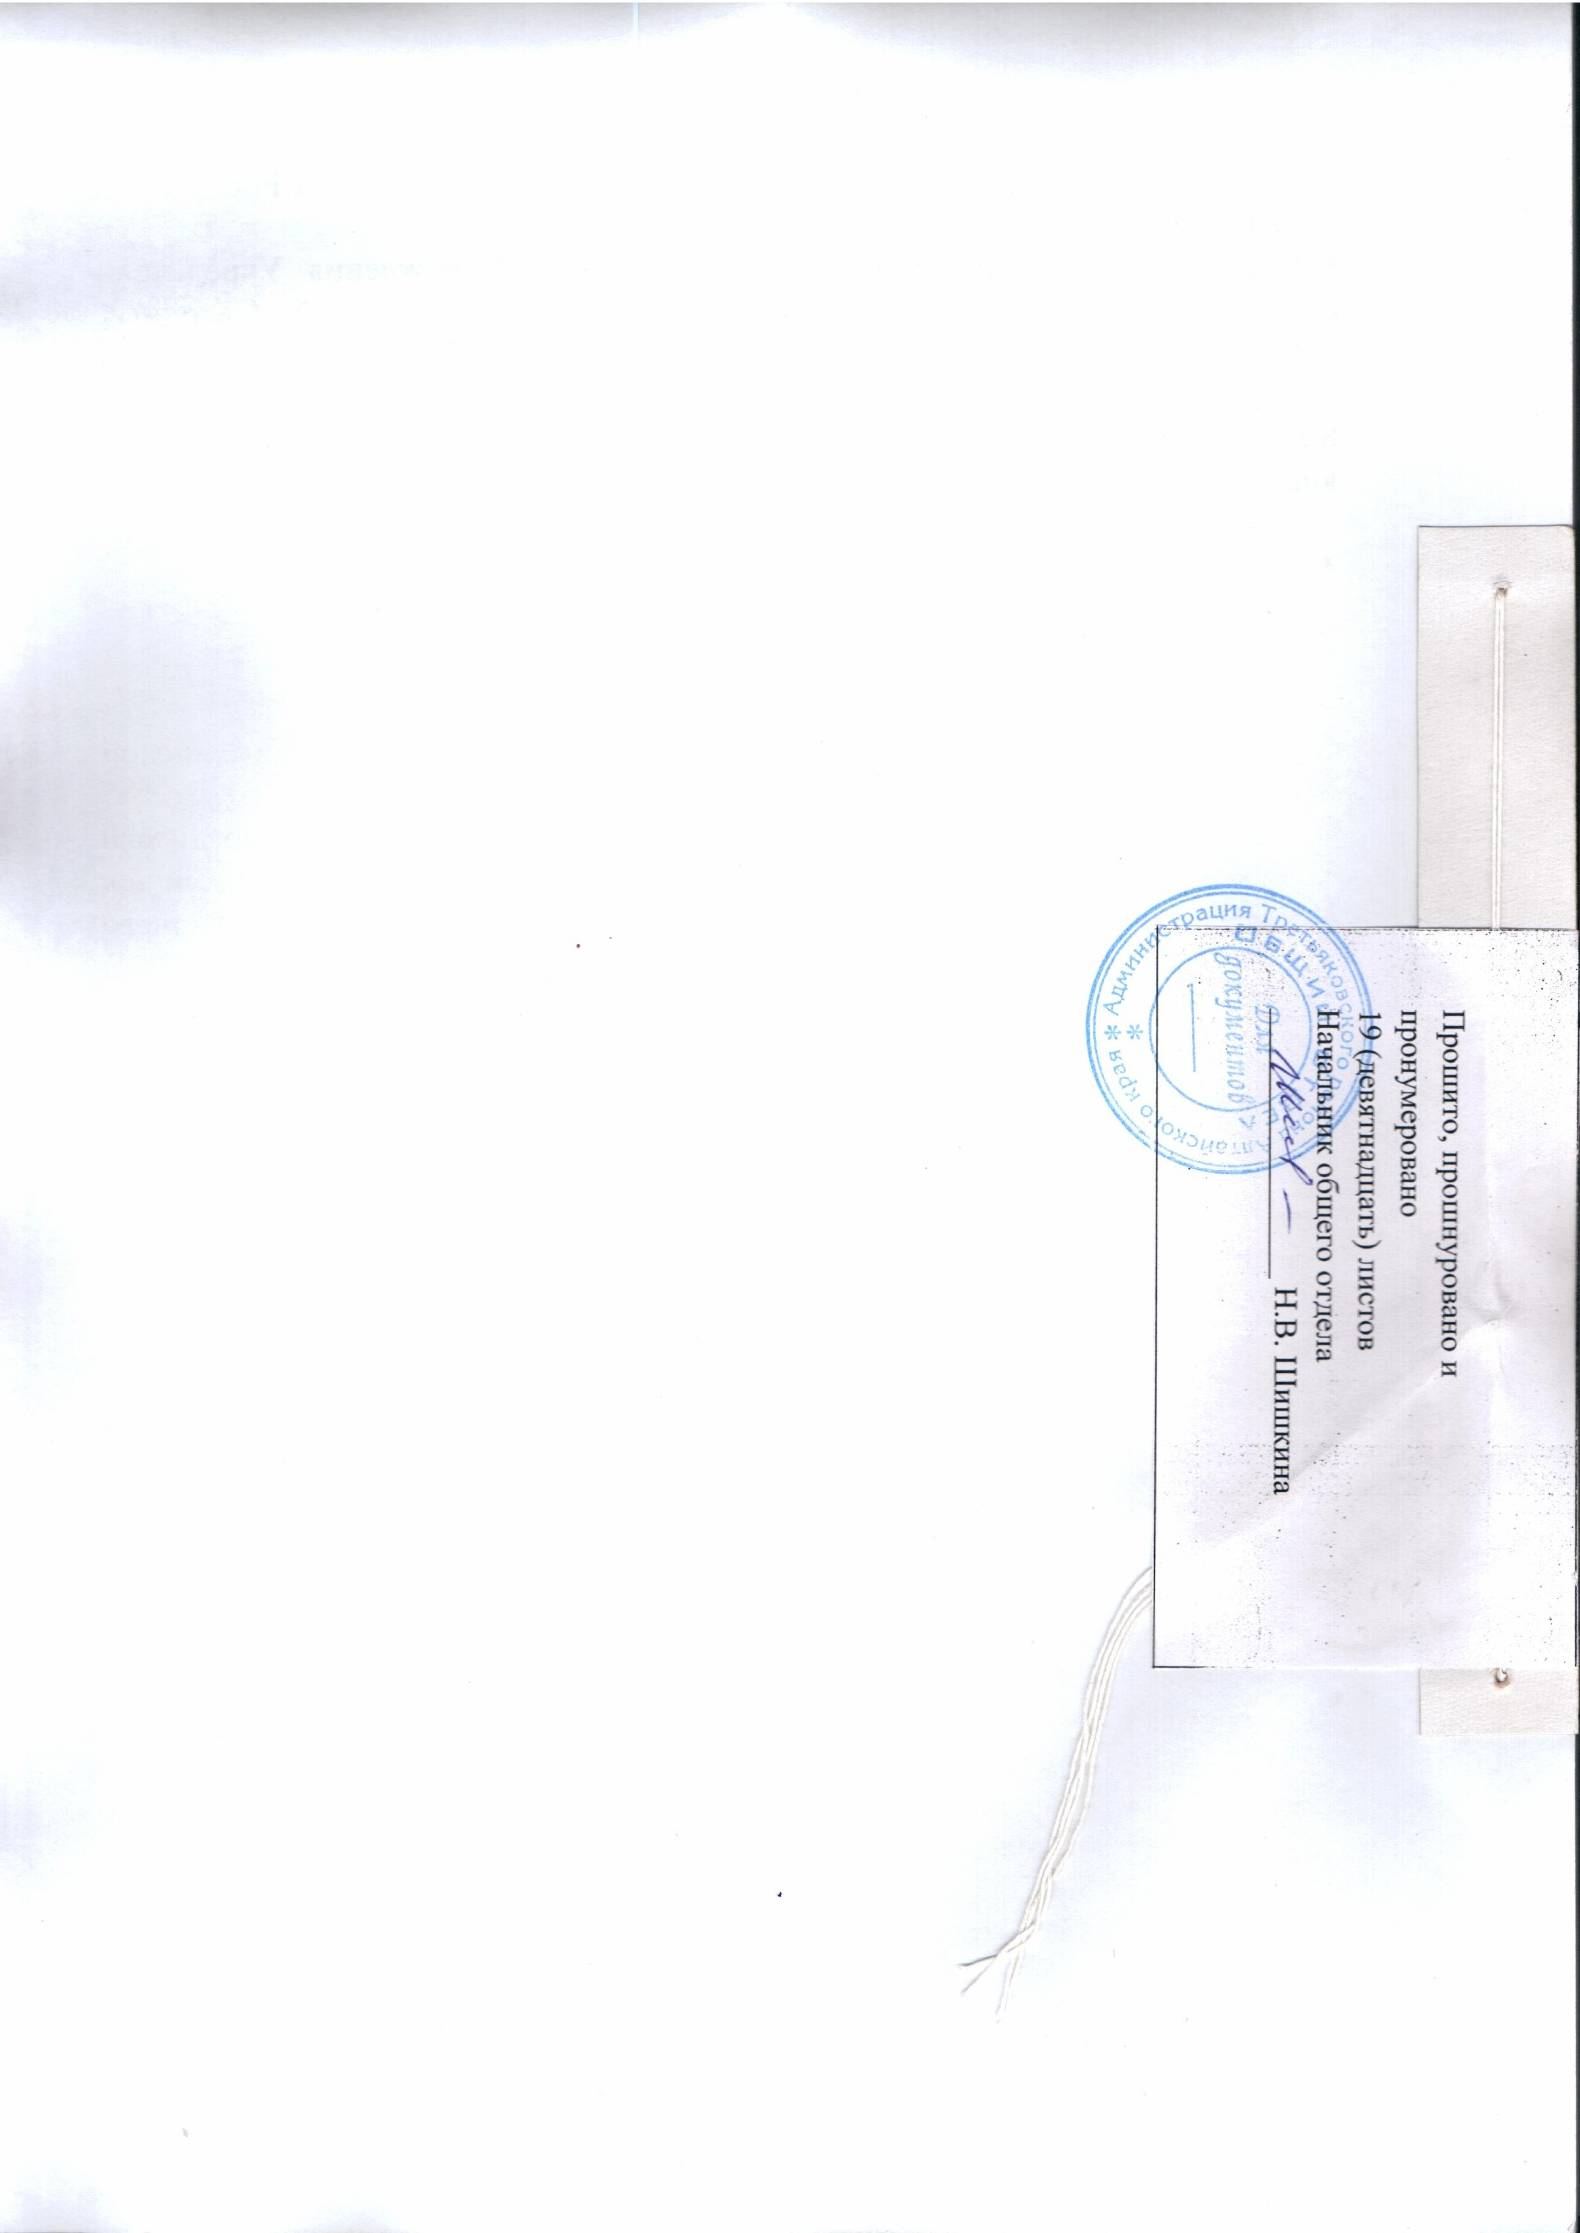 Прошито, прошнуровано и
пронумеровано
19 (девятнадцать) листов
Начальник общего отдела
Н.В. Шишкина
Администрация Третьяковского
Алтайского края
Для
документов